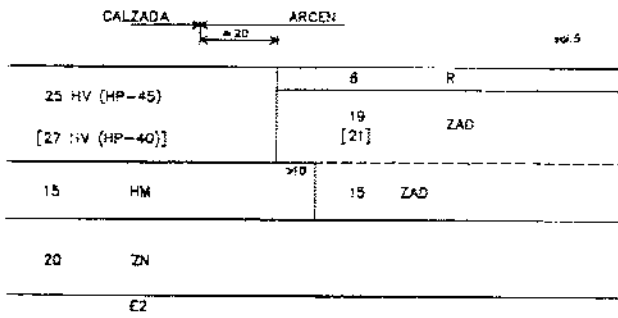 CALZADA ARCEN
≈20
6 R
25 HV (HP-45)
19 ZAD
[27 HV (HP-40)] [21]
>10
15 HM 15 ZAD
20 ZN
E2